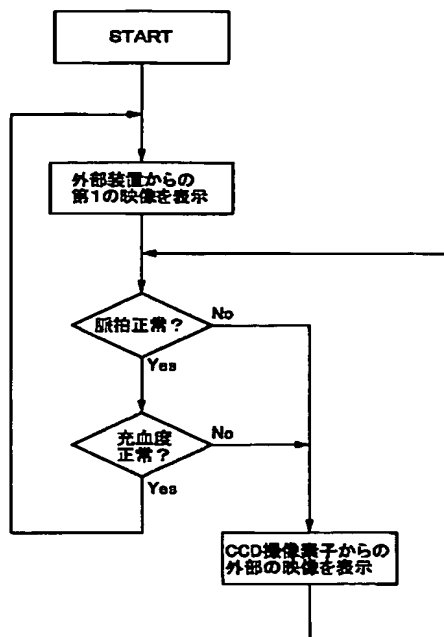 START
外部装置からの
第1の映像を表示
脈拍正常?
No
Yes
充血度
正常?
No
Yes
CCD撮像素子からの
外部の映像を表示